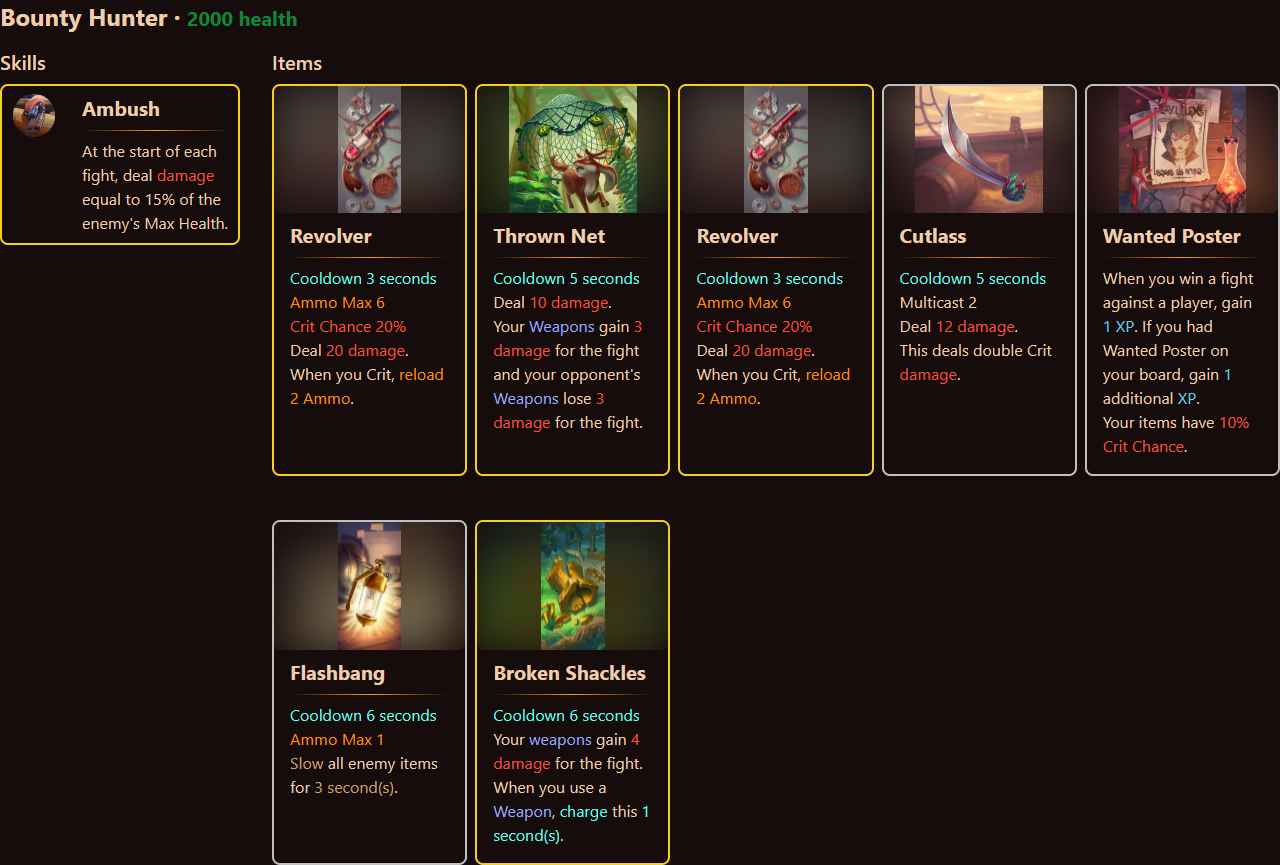 Bounty Hunter · 2000 health
Skills
Ambush
At the start of each
fight, deal damage
equal to 15% of the
enemy's Max Health.
Items
Revolver
Cooldown 3 seconds
Ammo Max 6
Crit Chance 20%
Deal 20 damage.
When you Crit, reload
2 Ammo.
Thrown Net
Cooldown 5 seconds
Deal 10 damage.
Your Weapons gain 3
damage for the fight
and your opponent's
Weapons lose 3
damage for the fight.
Revolver
Cooldown 3 seconds
Ammo Max 6
Crit Chance 20%
Deal 20 damage.
When you Crit, reload
2 Ammo.
Cutlass
Cooldown 5 seconds
Multicast 2
Deal 12 damage.
This deals double Crit
damage.
Wanted Poster
When you win a fight
against a player, gain
1 XP. If you had
Wanted Poster on
your board, gain 1
additional XP.
Your items have 10%
Crit Chance.
Flashbang
Cooldown 6 seconds
Ammo Max 1
Slow all enemy items
for 3 second(s).
Broken Shackles
Cooldown 6 seconds
Your weapons gain 4
damage for the fight.
When you use a
Weapon, charge this 1
second(s).